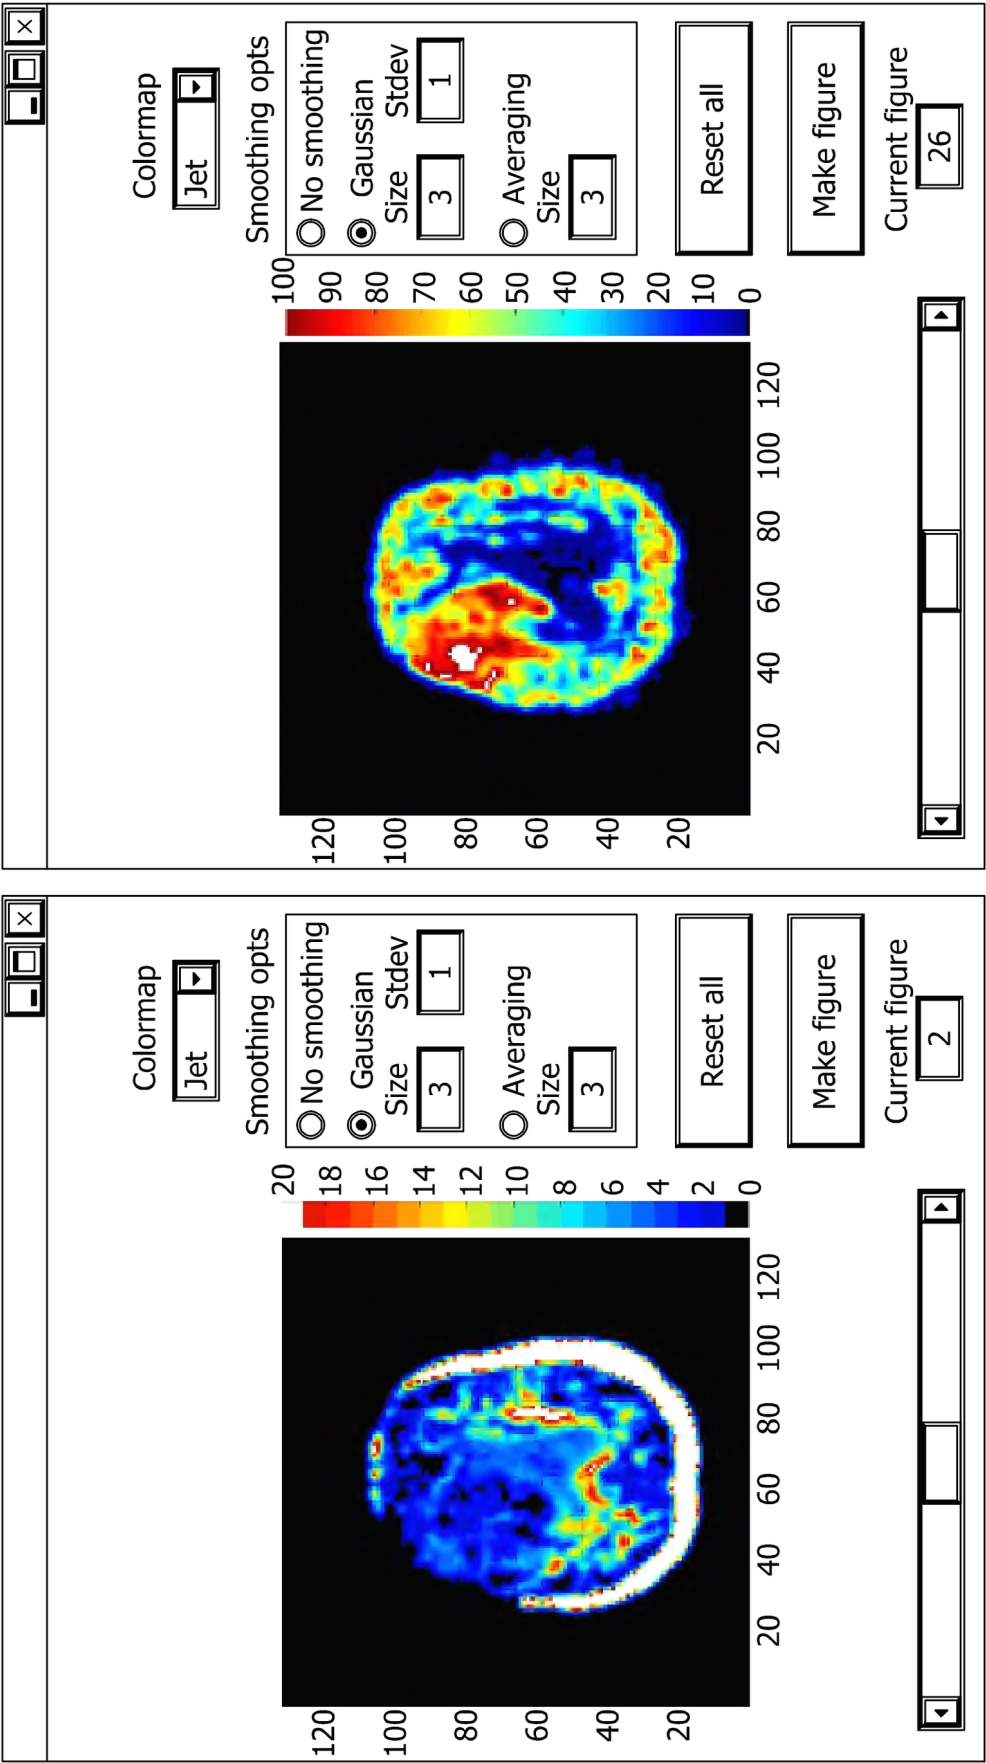 Colormap
Jet
Smoothing opts
No smoothing
Gaussian
Size Stdev
3 1
Averaging
Size
3
Reset all
Make figure
Current figure
2
20
18
16
14
12
10
8
6
4
2
0
120
100
80
60
40
20
20 40 60 80 100 120
Colormap
Jet
Smoothing opts
No smoothing
Gaussian
Size Stdev
3 1
Averaging
Size
3
Reset all
Make figure
Current figure
26
100
90
80
70
60
50
40
30
20
10
0
120
100
80
60
40
20
20 40 60 80 100 120